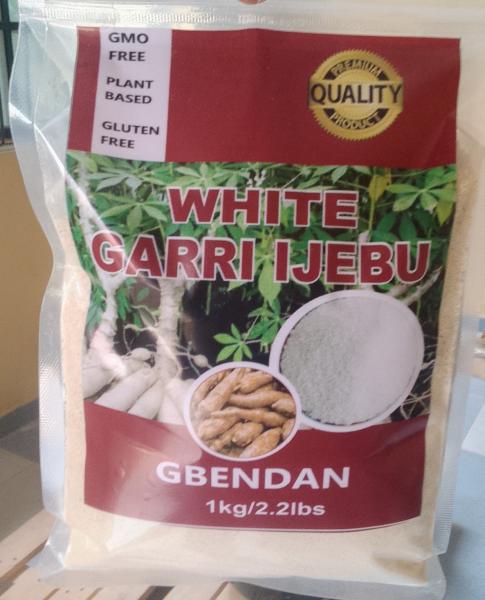 GMO
FREE
PLANT
BASED
GLUTEN
FREE
PREMIUM
QUALITY
PRODUCT
WHITE
GARRI IJEBU
GBENDAN
1kg/2.2lbs